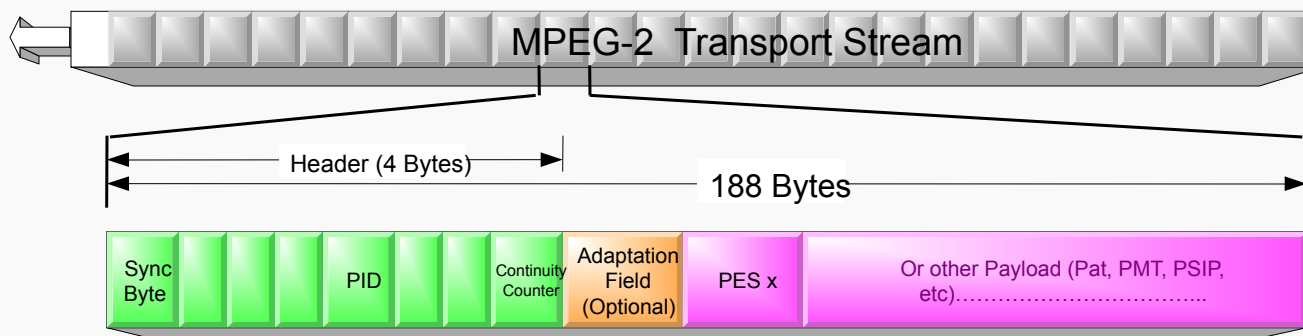 MPEG-2 Transport Stream
Header (4 Bytes)
188 Bytes
Sync
Byte
PID
Continuity
Counter
Adaptation
Field
(Optional)
PES x
Or other Payload (Pat, PMT, PSIP,
etc)………………………………...